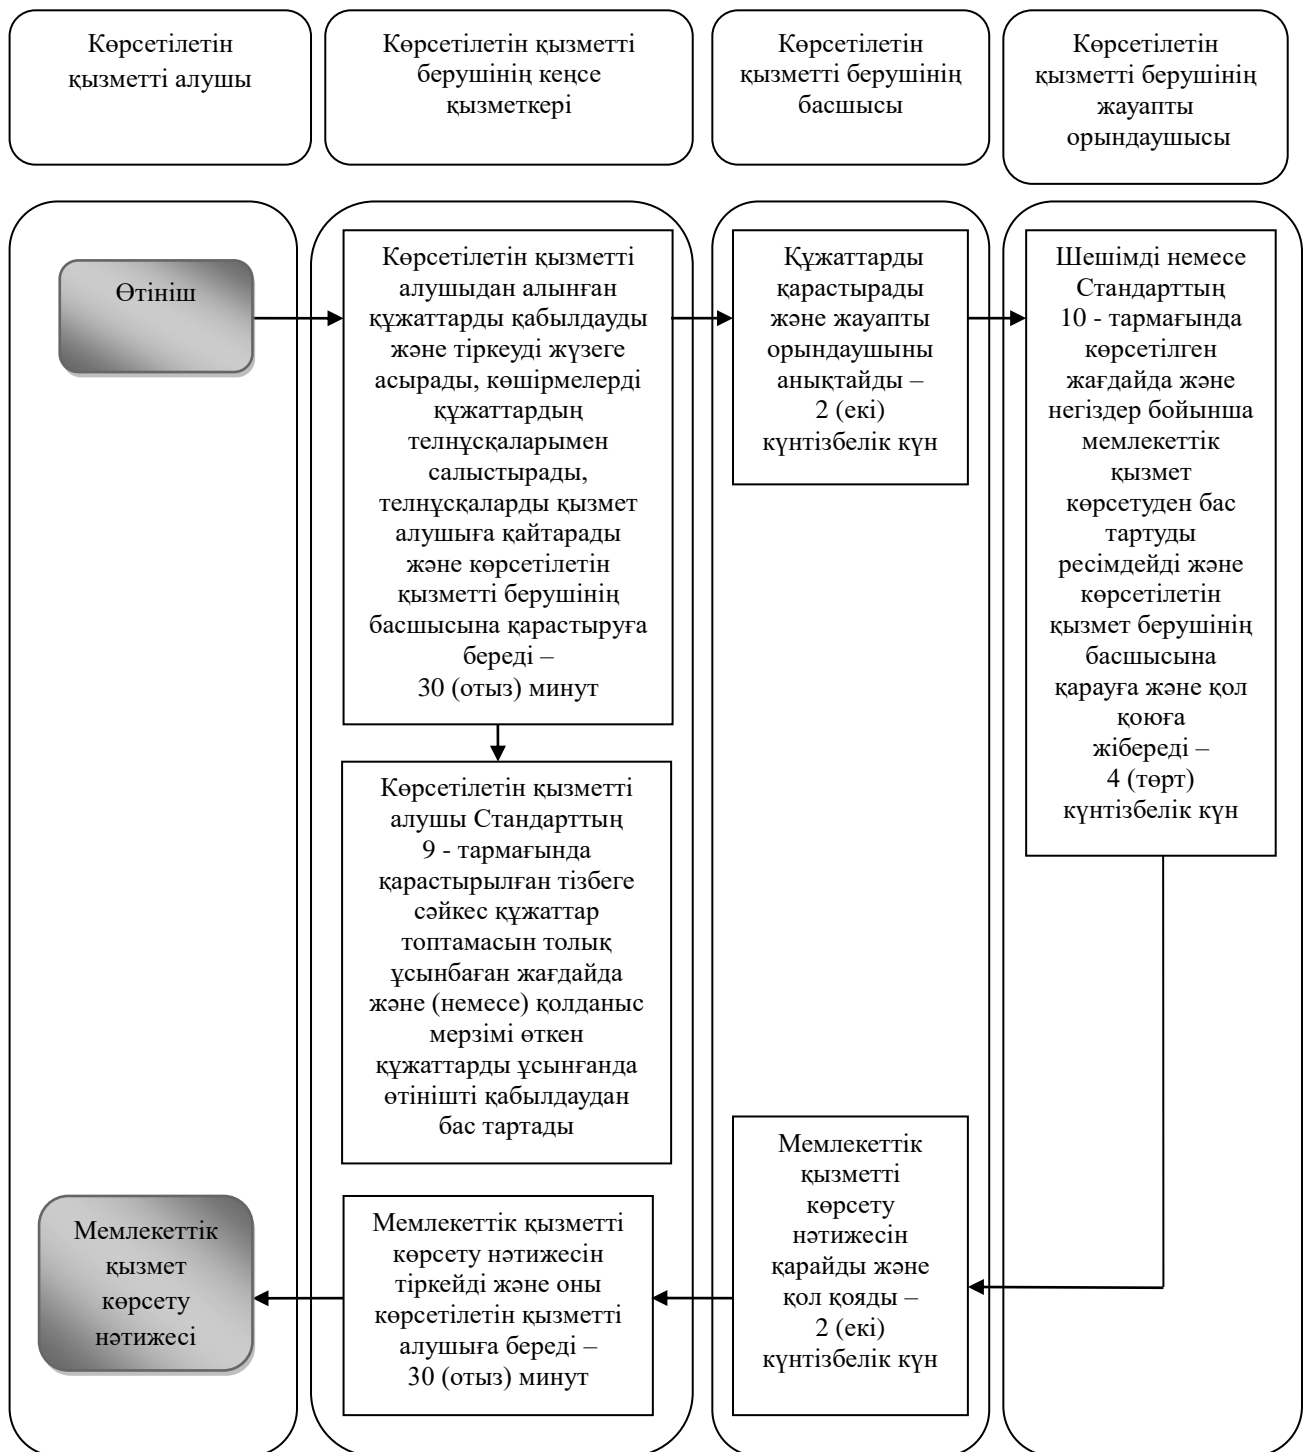 Көрсетілетін
қызметті алушы
Көрсетілетін қызметті
берушінің кеңсе
қызметкері
Көрсетілетін
қызметті берушінің
басшысы
Көрсетілетін
қызметті берушінің
жауапты
орындаушысы
Өтініш
Көрсетілетін қызметті
алушыдан алынған
құжаттарды қабылдауды
және тіркеуді жүзеге
асырады, көшірмелерді
құжаттардың
телнұсқаларымен
салыстырады,
телнұсқаларды қызмет
алушыға қайтарады
және көрсетілетін
қызметті берушінің
басшысына қарастыруға
береді –
30 (отыз) минут
Құжаттарды
қарастырады
және жауапты
орындаушыны
анықтайды –
2 (екі)
күнтізбелік күн
Шешімді немесе
Стандарттың
10 - тармағында
көрсетілген
жағдайда және
негіздер бойынша
мемлекеттік
қызмет
көрсетуден бас
тартуды
ресімдейді және
көрсетілетін
қызмет берушінің
басшысына
қарауға және қол
қоюға
жібереді –
4 (төрт)
күнтізбелік күн
Көрсетілетін қызметті
алушы Стандарттың
9 - тармағында
қарастырылған тізбеге
сәйкес құжаттар
топтамасын толық
ұсынбаған жағдайда
және (немесе) қолданыс
мерзімі өткен
құжаттарды ұсынғанда
өтінішті қабылдаудан
бас тартады
Мемлекеттік
қызметті
көрсету
нәтижесін
қарайды және
қол қояды –
2 (екі)
күнтізбелік күн
Мемлекеттік қызметті
көрсету нәтижесін
тіркейді және оны
көрсетілетін қызметті
алушыға береді –
30 (отыз) минут
Мемлекеттік
қызмет
көрсету
нәтижесі